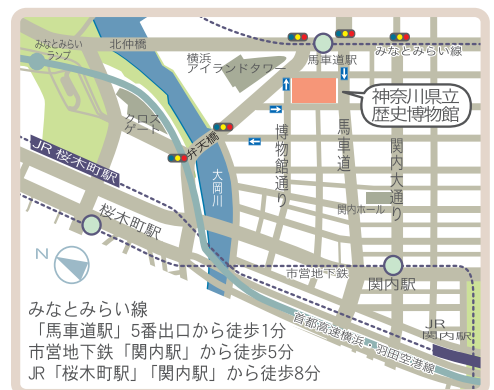 みなとみらい
ランプ
北仲橋
横浜
アイランドタワー
馬車道駅
みなとみらい線
神奈川県立
歴史博物館
クロス
ゲート
弁天橋
大岡川
博物館通り
馬車道
関内大通り
関内ホール
JR 桜木町駅
桜木町駅
N
市営地下鉄
関内駅
首都高速横浜・羽田空港線
JR
関内駅
みなとみらい線
「馬車道駅」5番出口から徒歩1分
市営地下鉄「関内駅」から徒歩5分
JR「桜木町駅」「関内駅」から徒歩8分